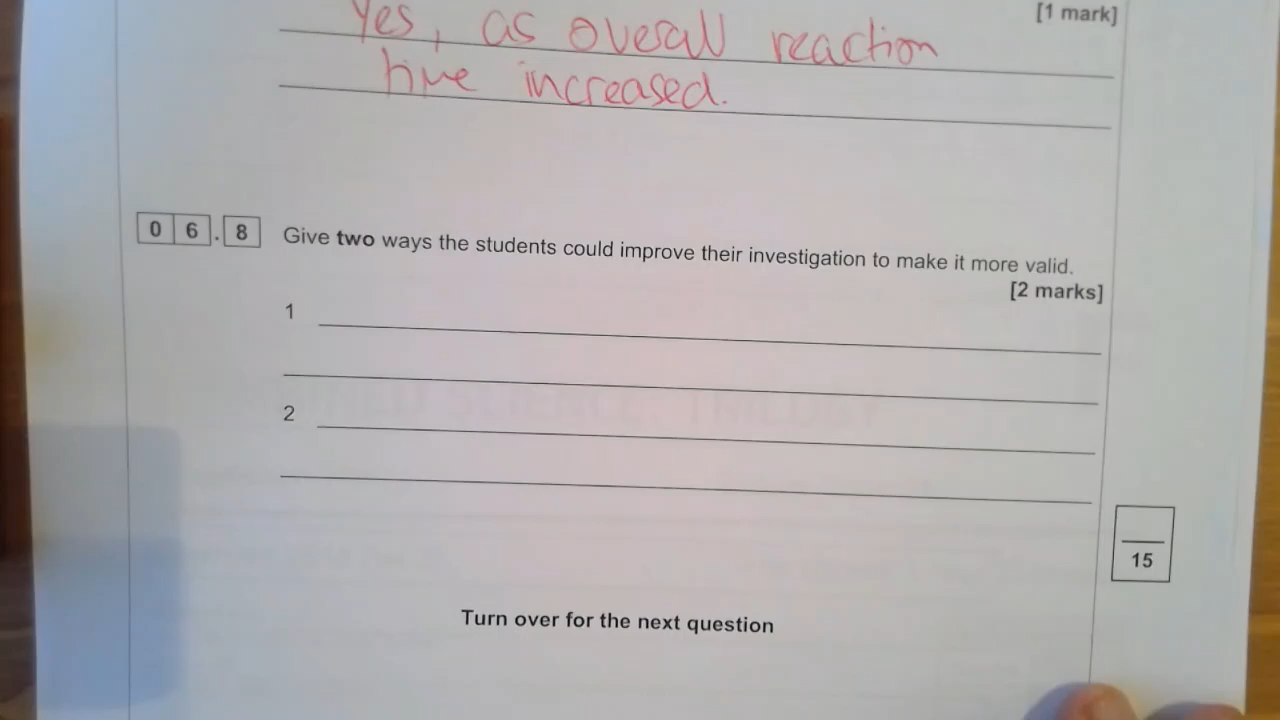 [1 mark]
Yes, as overall reaction
time increased.
0 6 . 8 Give two ways the students could improve their investigation to make it more valid.
[2 marks]
1
2
15
Turn over for the next question